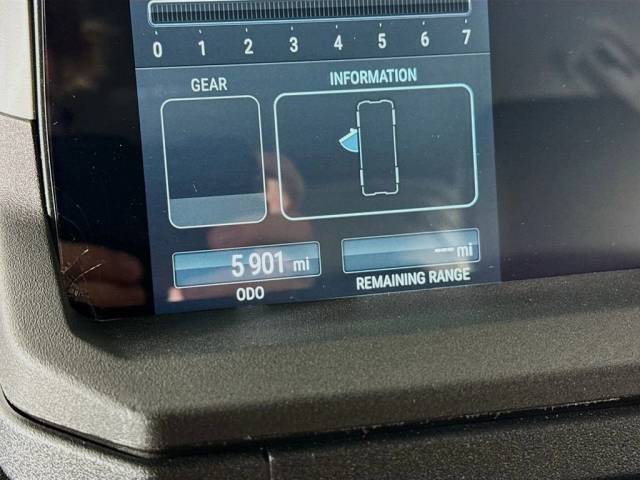 0 1 2 3 4 5 6 7
GEAR
INFORMATION
5 901 mi
--- mi
ODO
REMAINING RANGE